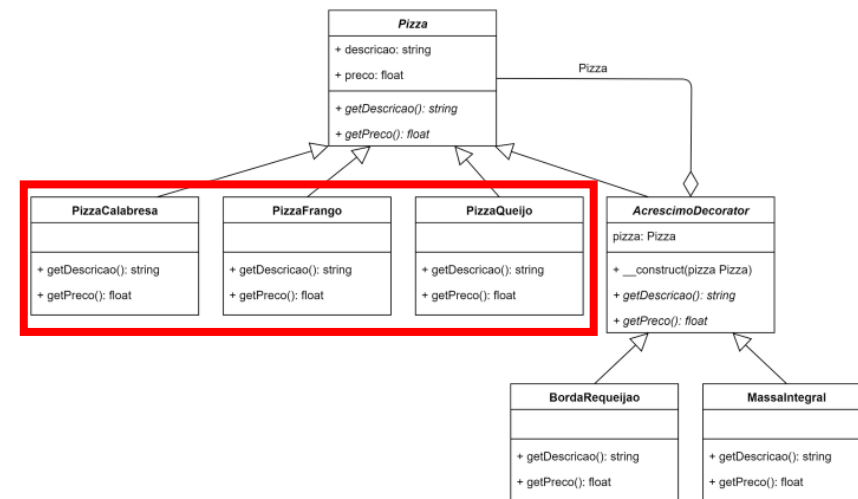 Pizza
+ descricao: string
+ preco: float
+ getDescricao(): string
+ getPreco(): float
Pizza
PizzaCalabresa
+ getDescricao(): string
+ getPreco(): float
PizzaFrango
+ getDescricao(): string
+ getPreco(): float
PizzaQueijo
+ getDescricao(): string
+ getPreco(): float
AcrescimoDecorator
pizza: Pizza
+ __construct(pizza Pizza)
+ getDescricao(): string
+ getPreco(): float
BordaRequeijao
+ getDescricao(): string
+ getPreco(): float
MassaIntegral
+ getDescricao(): string
+ getPreco(): float